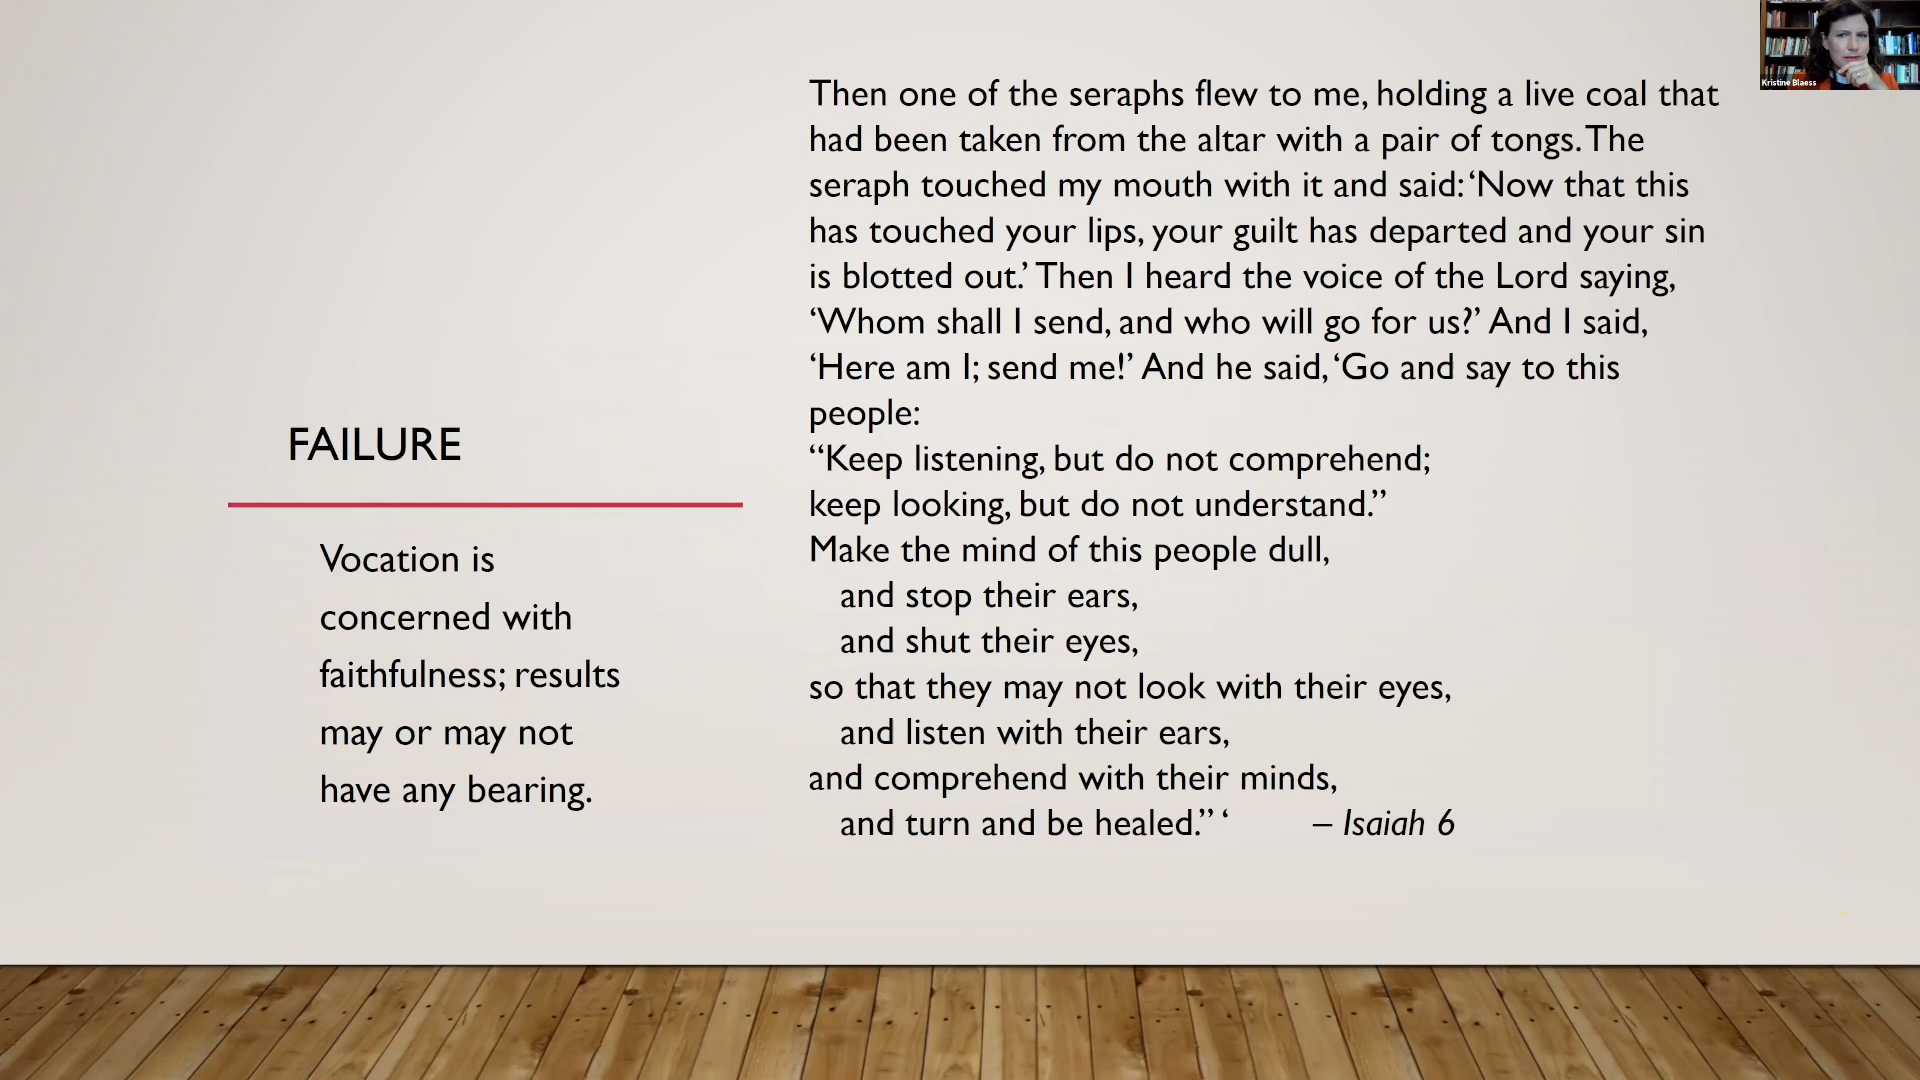 FAILURE
Vocation is
concerned with
faithfulness; results
may or may not
have any bearing.
Then one of the seraphs flew to me, holding a live coal that
had been taken from the altar with a pair of tongs. The
seraph touched my mouth with it and said: ‘Now that this
has touched your lips, your guilt has departed and your sin
is blotted out.’ Then I heard the voice of the Lord saying,
‘Whom shall I send, and who will go for us?’ And I said,
‘Here am I; send me!’ And he said, ‘Go and say to this
people:
“Keep listening, but do not comprehend;
keep looking, but do not understand.”
Make the mind of this people dull,
and stop their ears,
and shut their eyes,
so that they may not look with their eyes,
and listen with their ears,
and comprehend with their minds,
and turn and be healed.” ‘ – Isaiah 6
Kristine Blaess